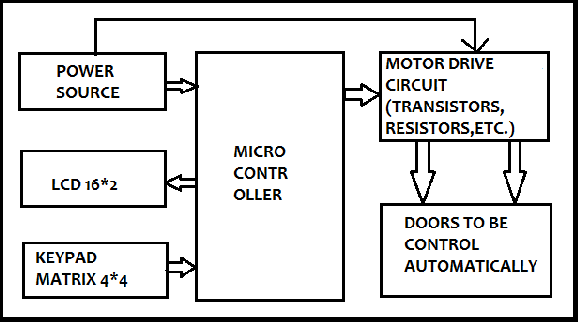 POWER
SOURCE
LCD 16*2
KEYPAD
MATRIX 4*4
MICRO
CONTR
OLLER
MOTOR DRIVE
CIRCUIT
(TRANSISTORS,
RESISTORS,ETC.)
DOORS TO BE
CONTROL
AUTOMATICALLY